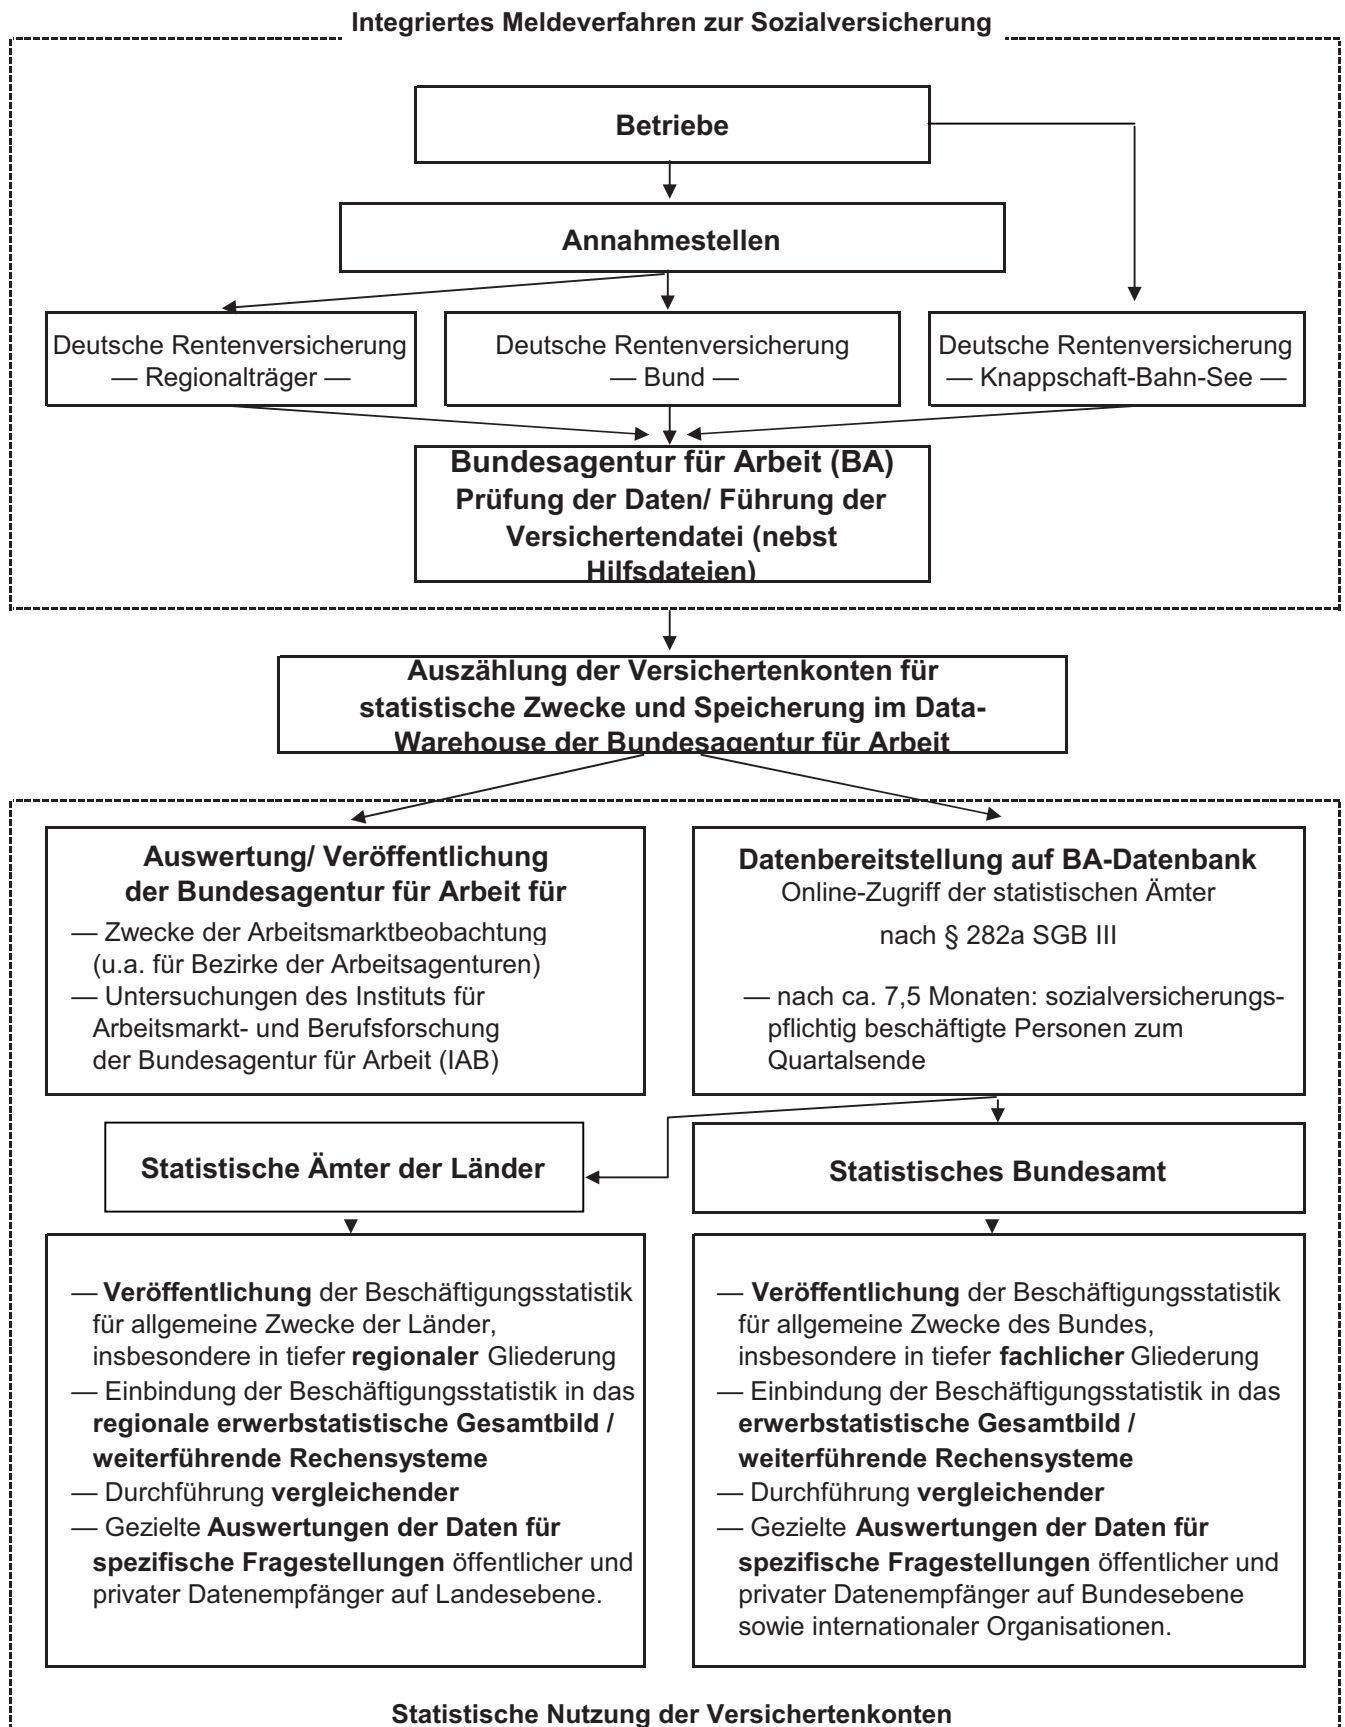 Integriertes Meldeverfahren zur Sozialversicherung
Betriebe
Annahmestellen
Deutsche Rentenversicherung
— Regionalträger —
Deutsche Rentenversicherung
— Bund —
Deutsche Rentenversicherung
— Knappschaft-Bahn-See —
Bundesagentur für Arbeit (BA)
Prüfung der Daten/ Führung der
Versichertendatei (nebst
Hilfsdateien)
Auszählung der Versichertenkonten für
statistische Zwecke und Speicherung im Data-
Warehouse der Bundesagentur für Arbeit
Auswertung/ Veröffentlichung
der Bundesagentur für Arbeit für
— Zwecke der Arbeitsmarktbeobachtung
(u.a. für Bezirke der Arbeitsagenturen)
— Untersuchungen des Instituts für
Arbeitsmarkt- und Berufsforschung
der Bundesagentur für Arbeit (IAB)
Datenbereitstellung auf BA-Datenbank
Online-Zugriff der statistischen Ämter
nach § 282a SGB III
— nach ca. 7,5 Monaten: sozialversicherungs-
pflichtig beschäftigte Personen zum
Quartalsende
Statistische Ämter der Länder
Statistisches Bundesamt
— Veröffentlichung der Beschäftigungsstatistik
für allgemeine Zwecke der Länder,
insbesondere in tiefer regionaler Gliederung
— Einbindung der Beschäftigungsstatistik in das
regionale erwerbstatistische Gesamtbild /
weiterführende Rechensysteme
— Durchführung vergleichender
— Gezielte Auswertungen der Daten für
spezifische Fragestellungen öffentlicher und
privater Datenempfänger auf Landesebene.
— Veröffentlichung der Beschäftigungsstatistik
für allgemeine Zwecke des Bundes,
insbesondere in tiefer fachlicher Gliederung
— Einbindung der Beschäftigungsstatistik in das
erwerbstatistische Gesamtbild /
weiterführende Rechensysteme
— Durchführung vergleichender
— Gezielte Auswertungen der Daten für
spezifische Fragestellungen öffentlicher und
privater Datenempfänger auf Bundesebene
sowie internationaler Organisationen.
Statistische Nutzung der Versichertenkonten